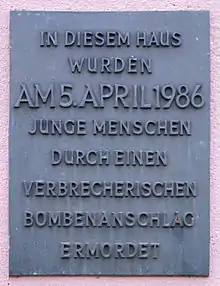 IN DIESEM HAUS
WURDEN
AM 5. APRIL 1986
JUNGE MENSCHEN
DURCH EINEN
VERBRECHERISCHEN
BOMBENANSCHLAG
ERMORDET